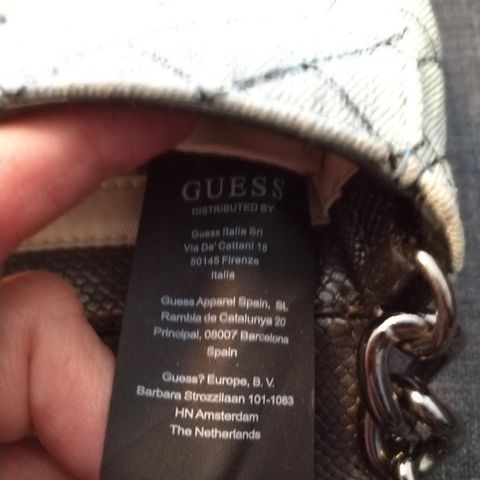 GUESS
DISTRIBUTED BY
Guess Italia Srl
Via De' Cattani 18
50145 Firenze
Italia
Guess Apparel Spain, SL
Rambla de Catalunya 20
Principal, 08007 Barcelona
Spain
Guess? Europe, B. V.
Barbara Strozzilaan 101-1083
HN Amsterdam
The Netherlands